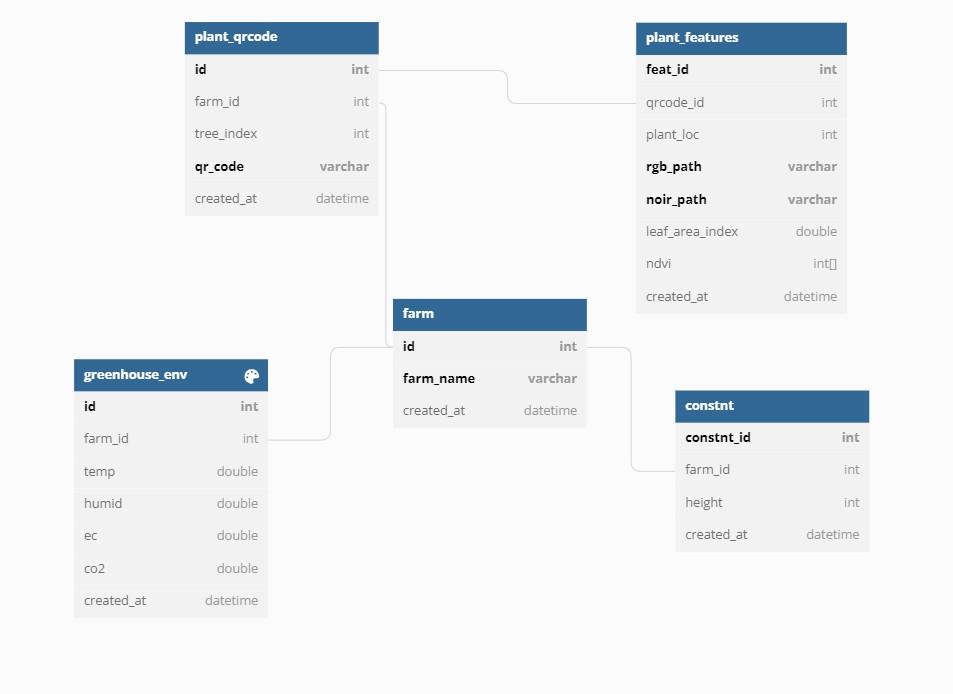 plant_qrcode
id int
farm_id int
tree_index int
qr_code varchar
created_at datetime
plant_features
feat_id int
qrcode_id int
plant_loc int
rgb_path varchar
noir_path varchar
leaf_area_index double
ndvi int[]
created_at datetime
farm
id int
farm_name varchar
created_at datetime
greenhouse_env
id int
farm_id int
temp double
humid double
ec double
co2 double
created_at datetime
constnt
constnt_id int
farm_id int
height int
created_at datetime